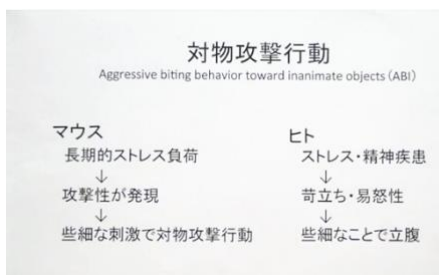 対物攻撃行動
Aggressive biting behavior toward inanimate objects (ABI)
マウス
長期的ストレス負荷
↓
攻撃性が発現
↓
些細な刺激で対物攻撃行動
ヒト
ストレス・精神疾患
↓
苛立ち・易怒性
↓
些細なことで立腹